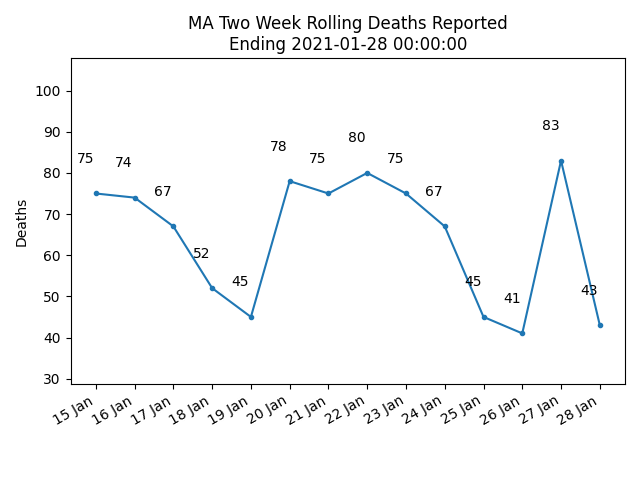 MA Two Week Rolling Deaths Reported
Ending 2021-01-28 00:00:00
Deaths
100
90
80
70
60
50
40
30
75
74
67
52
45
78
75
80
75
67
45
41
83
43
15 Jan
16 Jan
17 Jan
18 Jan
19 Jan
20 Jan
21 Jan
22 Jan
23 Jan
24 Jan
25 Jan
26 Jan
27 Jan
28 Jan